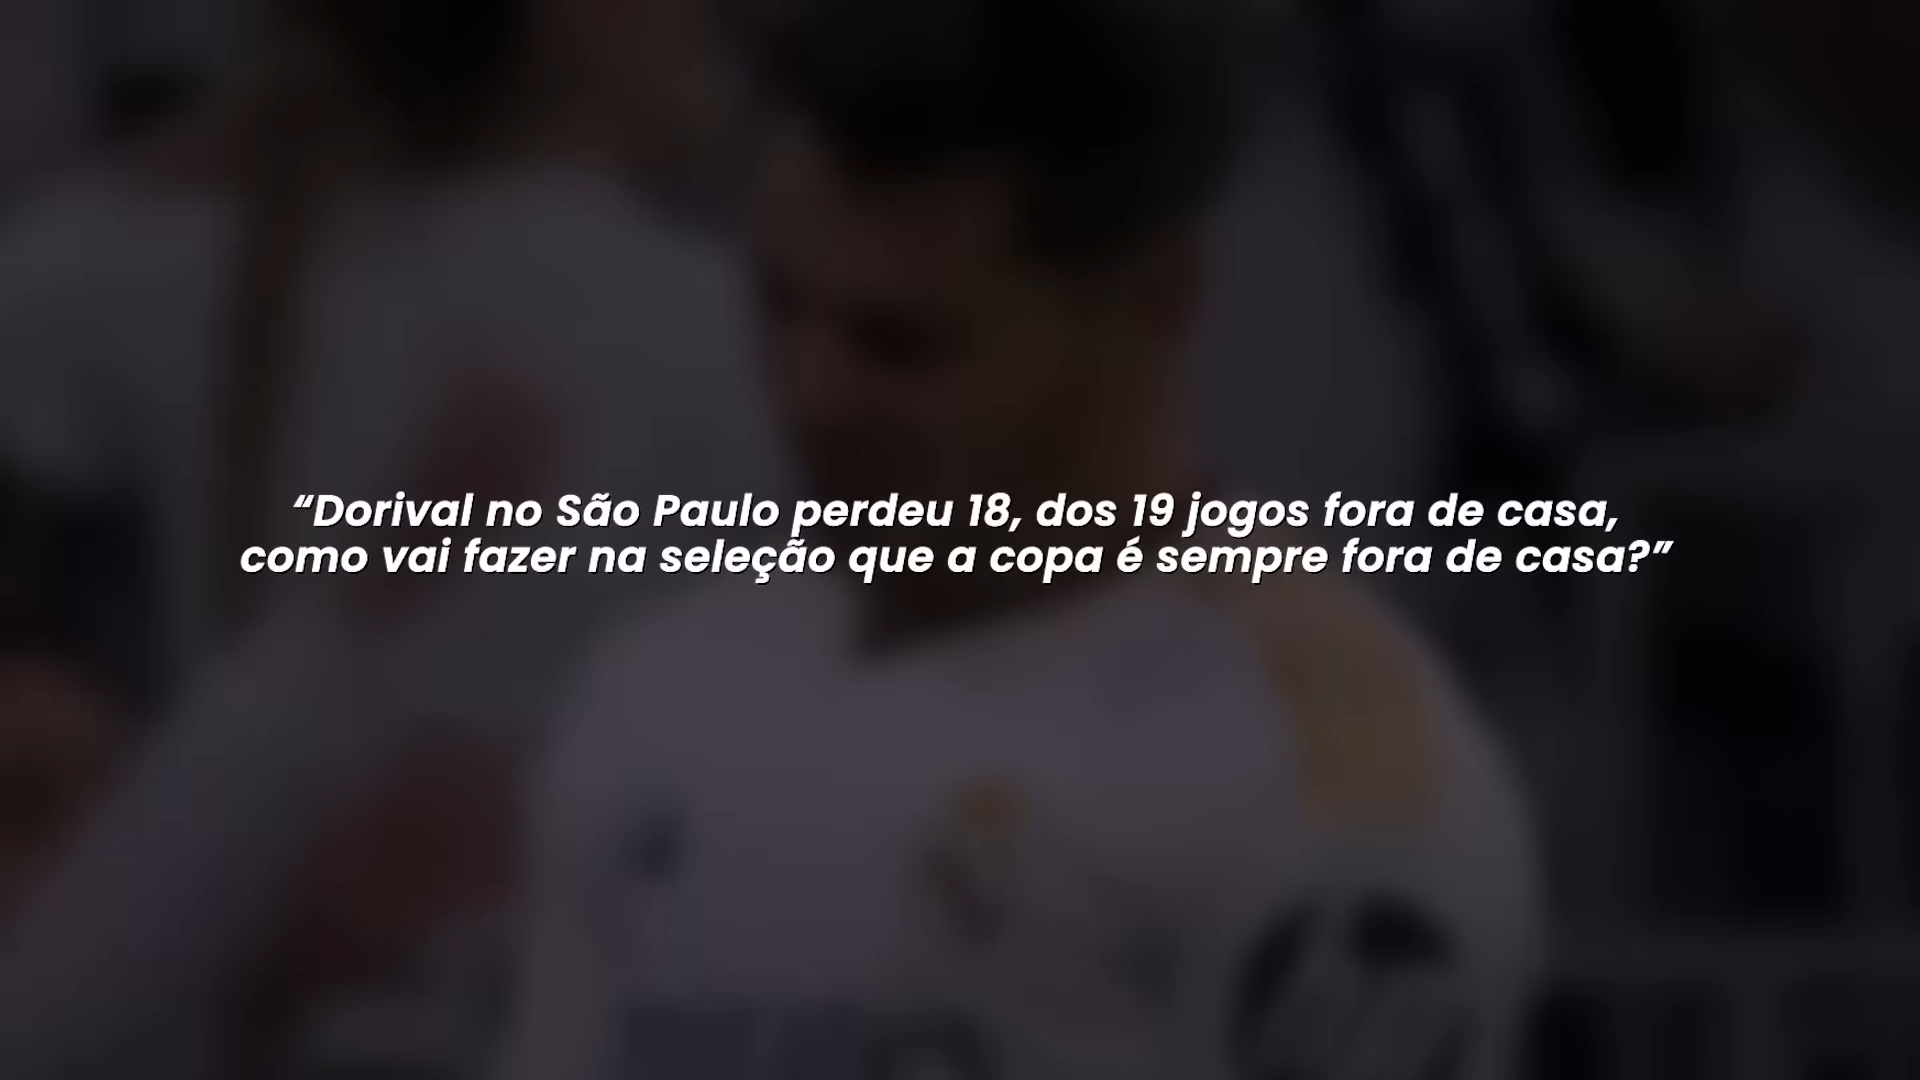 “Dorival no São Paulo perdeu 18, dos 19 jogos fora de casa,
como vai fazer na seleção que a copa é sempre fora de casa?”